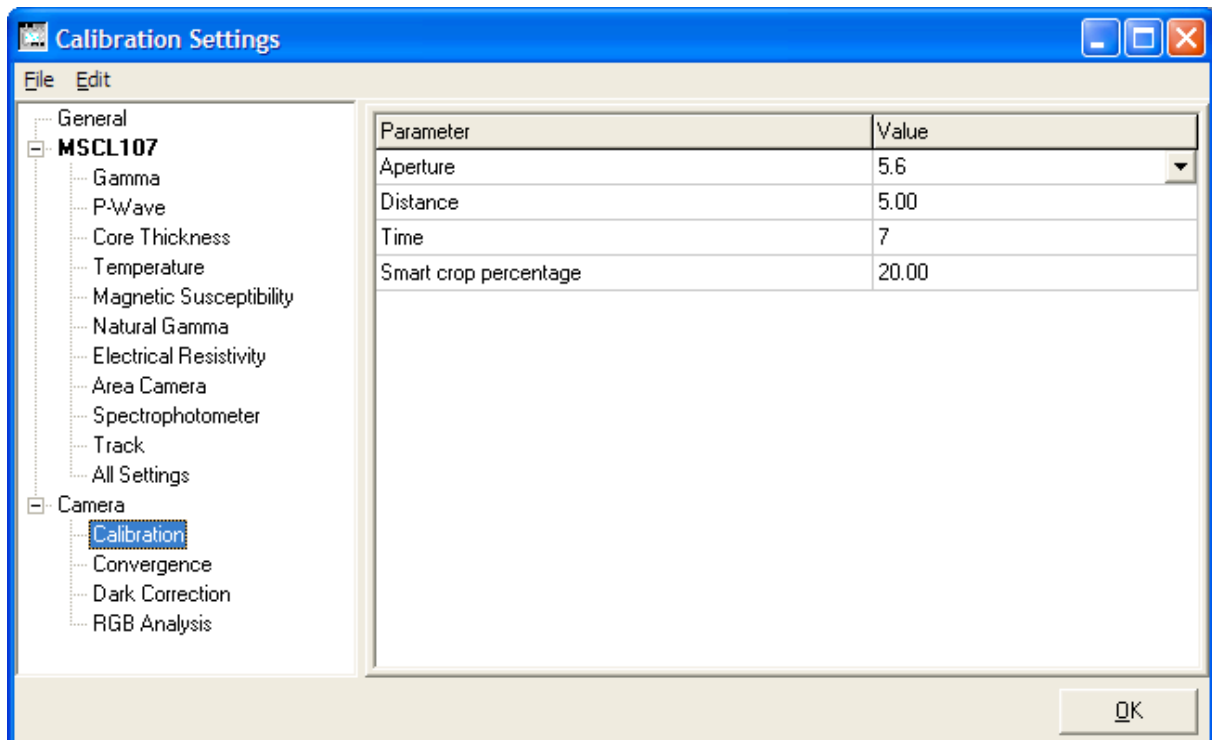 Calibration Settings
File Edit
General
MSCL107
Gamma
P-Wave
Core Thickness
Temperature
Magnetic Susceptibility
Natural Gamma
Electrical Resistivity
Area Camera
Spectrophotometer
Track
All Settings
Camera
Calibration
Convergence
Dark Correction
RGB Analysis
Parameter Value
Aperture 5.6
Distance 5.00
Time 7
Smart crop percentage 20.00
OK